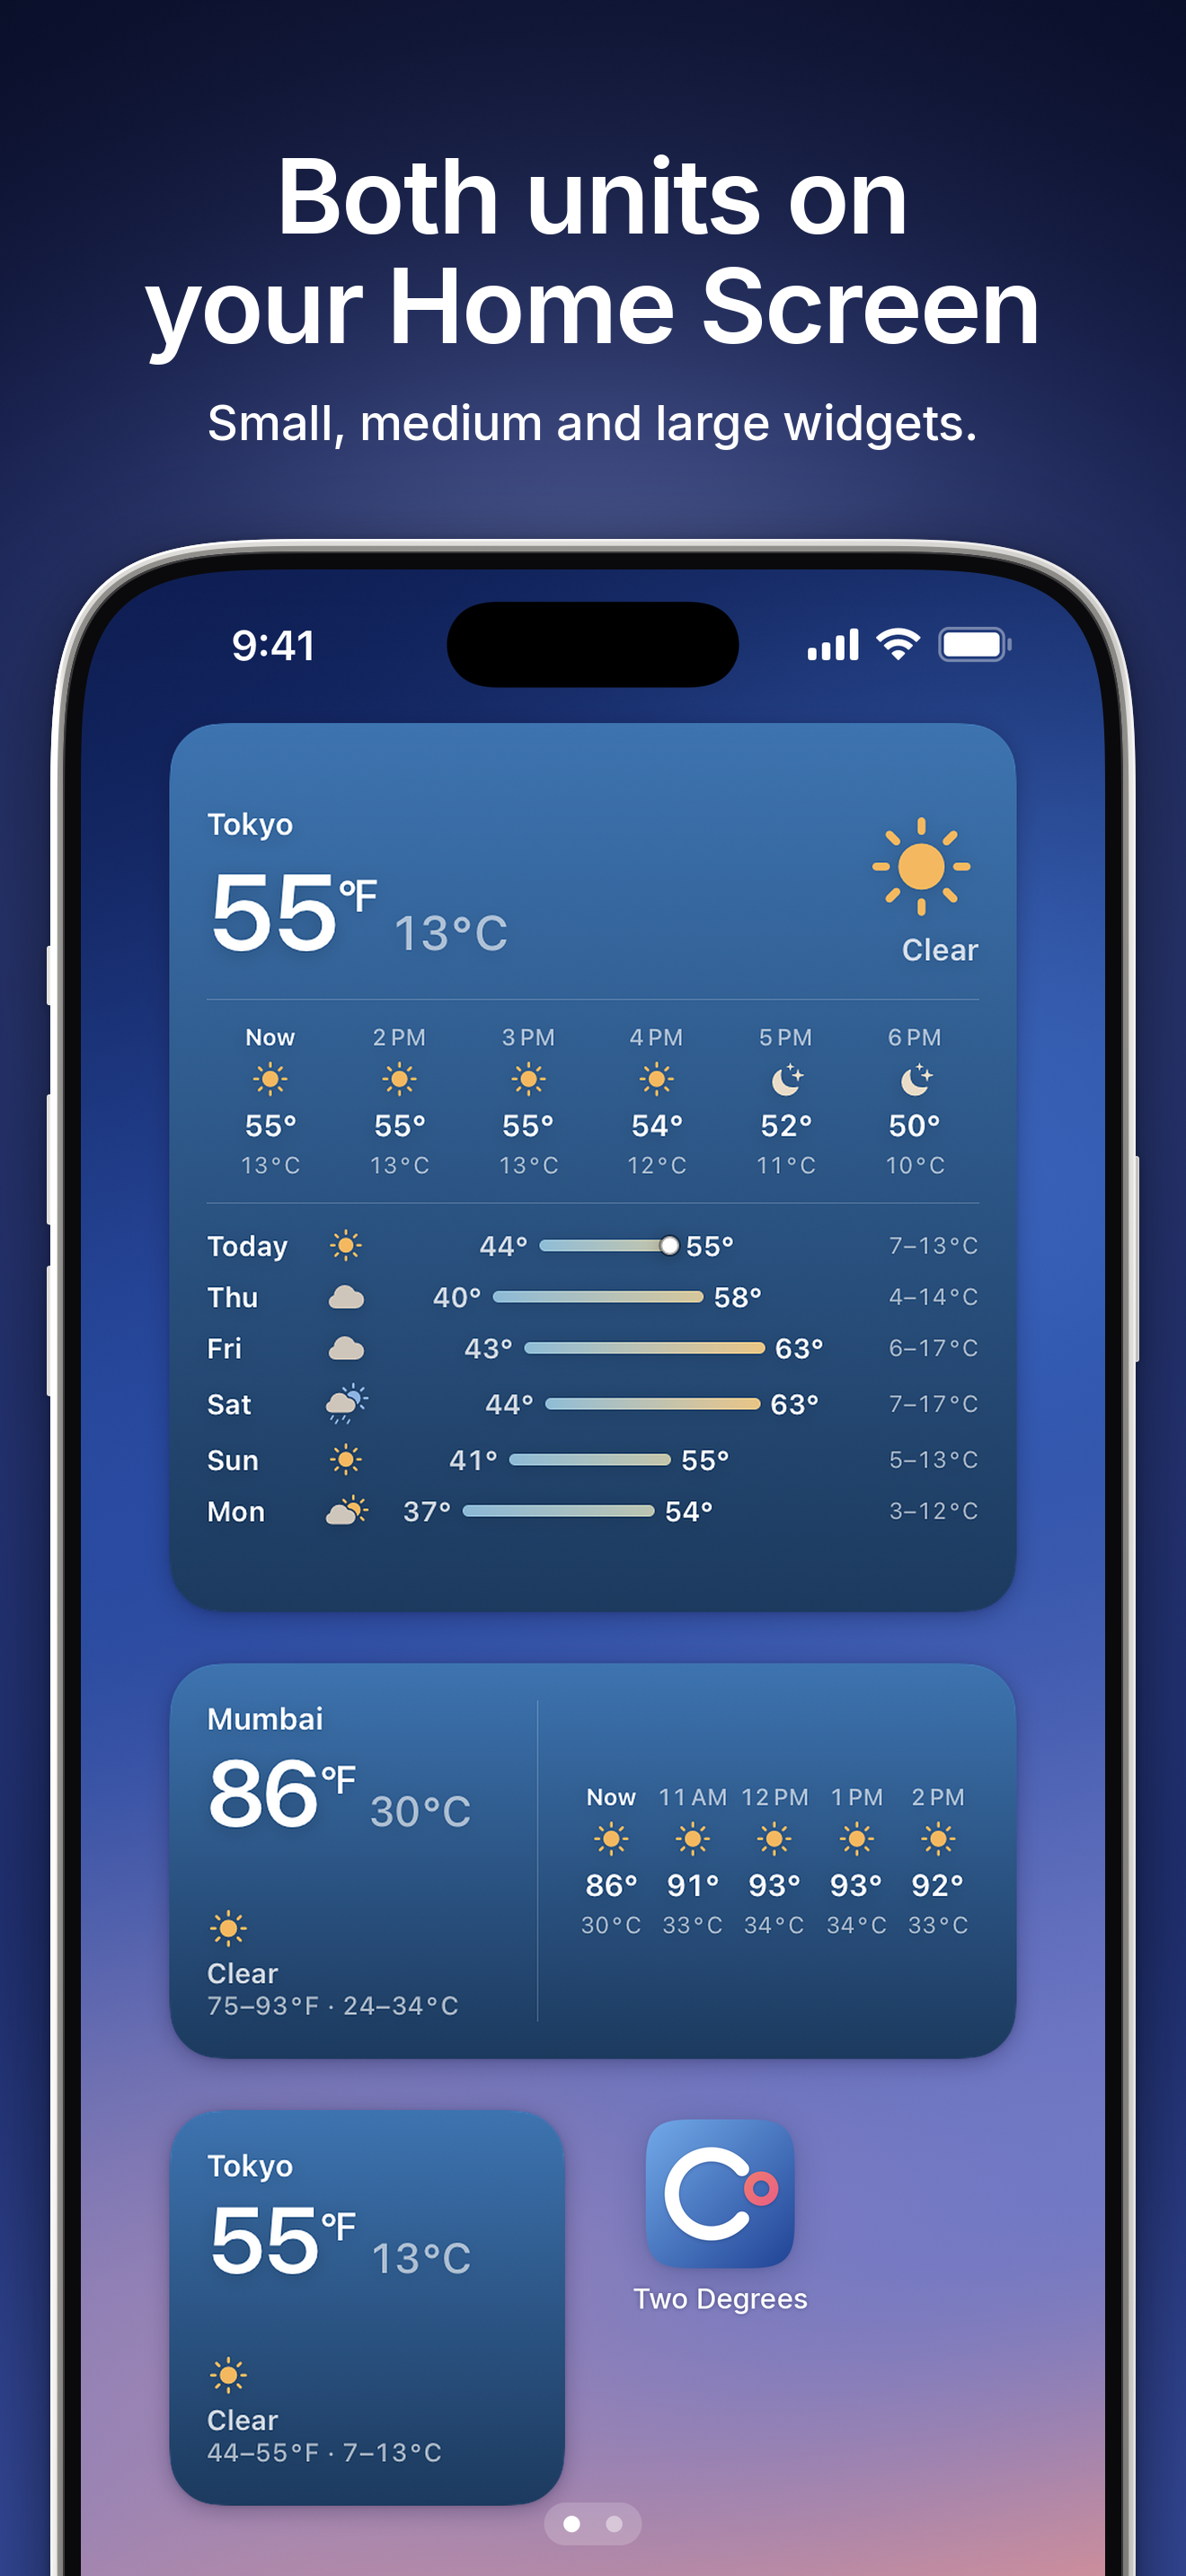 Both units on
your Home Screen
Small, medium and large widgets.
9:41
Tokyo
55°F 13°C
Clear
Now 2 PM 3 PM 4 PM 5 PM 6 PM
55° 55° 55° 54° 52° 50°
13°C 13°C 13°C 12°C 11°C 10°C
Today 44° 55° 7–13°C
Thu 40° 58° 4–14°C
Fri 43° 63° 6–17°C
Sat 44° 63° 7–17°C
Sun 41° 55° 5–13°C
Mon 37° 54° 3–12°C
Mumbai
86°F 30°C
Clear
75–93°F · 24–34°C
Now 11 AM 12 PM 1 PM 2 PM
86° 91° 93° 93° 92°
30°C 33°C 34°C 34°C 33°C
Tokyo
55°F 13°C
Clear
44–55°F · 7–13°C
Two Degrees